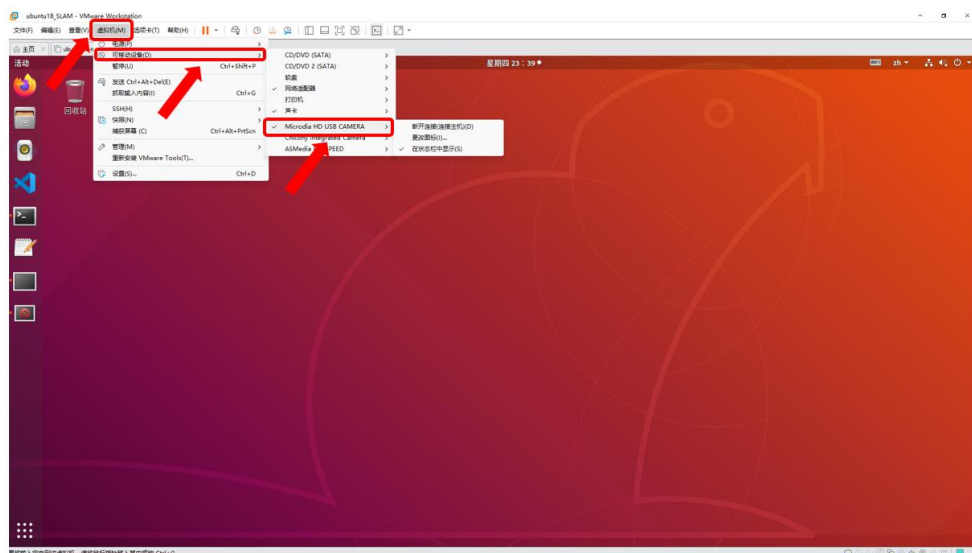 ubuntu18_SLAM - VMware Workstation
文件(F) 编辑(E) 查看(V) 虚拟机(M) 选项卡(T) 帮助(H)
主页
活动
星期四 23：39
zh
回收站
电源(P)
可移动设备(D)
暂停(U) Ctrl+Shift+P
发送 Ctrl+Alt+Del(E)
抓取输入内容(I) Ctrl+G
SSH(H)
快照(N)
捕获屏幕 (C) Ctrl+Alt+PrtScn
管理(M)
重新安装 VMware Tools(T)...
设置(S)... Ctrl+D
CD/DVD (SATA)
CD/DVD 2 (SATA)
软盘
网络适配器
打印机
声卡
Microdia HD USB CAMERA
Chicony Integrated Camera
ASMedia
断开连接(连接主机)(D)
更改图标(I)...
在状态栏中显示(S)